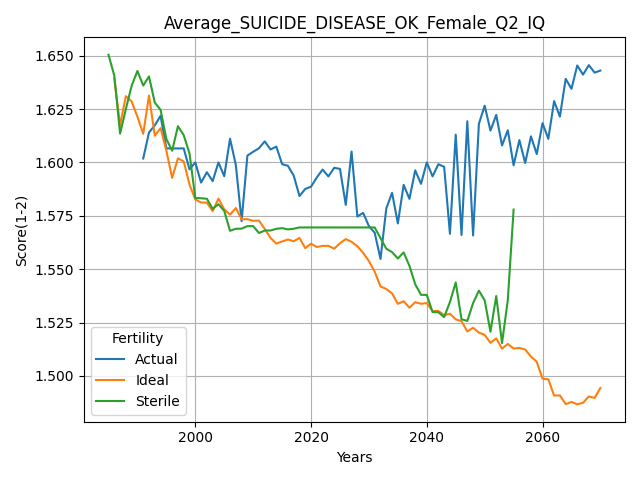 Average_SUICIDE_DISEASE_OK_Female_Q2_IQ
Score(1-2)
1.650
1.625
1.600
1.575
1.550
1.525
1.500
Fertility
Actual
Ideal
Sterile
2000
2020
2040
2060
Years